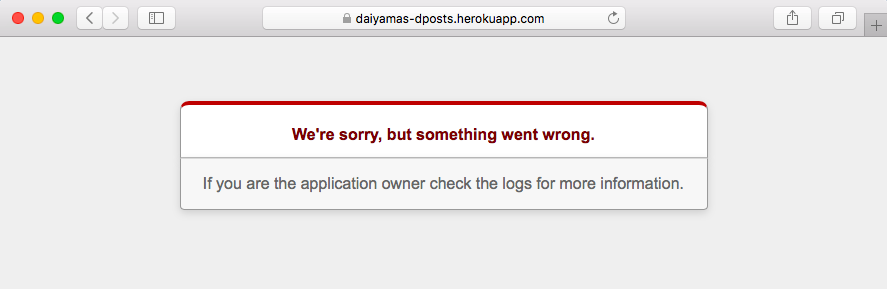 daiyamas-dposts.herokuapp.com
We're sorry, but something went wrong.
If you are the application owner check the logs for more information.